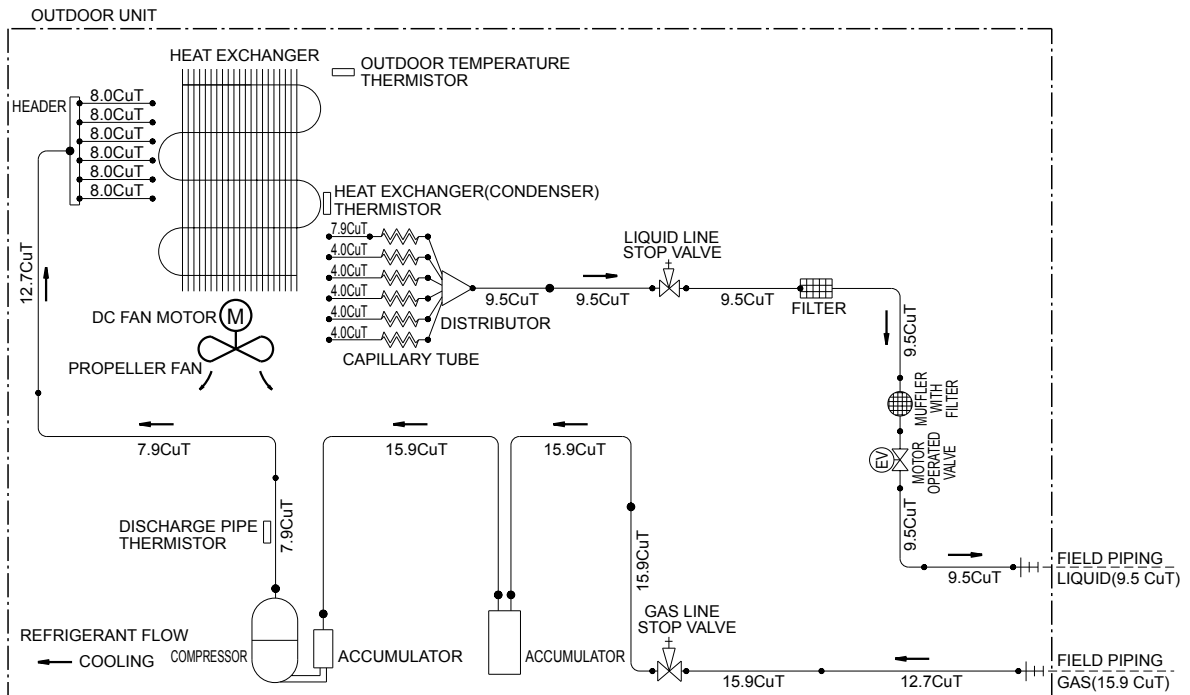 OUTDOOR UNIT
HEAT EXCHANGER
OUTDOOR TEMPERATURE
THERMISTOR
HEADER
8.0CuT
8.0CuT
8.0CuT
8.0CuT
8.0CuT
8.0CuT
HEAT EXCHANGER(CONDENSER)
THERMISTOR
7.9CuT
4.0CuT
4.0CuT
4.0CuT
4.0CuT
4.0CuT
CAPILLARY TUBE
DISTRIBUTOR
9.5CuT
9.5CuT
LIQUID LINE
STOP VALVE
9.5CuT
FILTER
9.5CuT
MUFFLER
WITH
FILTER
EV
MOTOR
OPERATED
VALVE
9.5CuT
9.5CuT
FIELD PIPING
LIQUID(9.5 CuT)
12.7CuT
DC FAN MOTOR
M
PROPELLER FAN
7.9CuT
15.9CuT
15.9CuT
DISCHARGE PIPE
THERMISTOR
7.9CuT
15.9CuT
GAS LINE
STOP VALVE
REFRIGERANT FLOW
COOLING
COMPRESSOR
ACCUMULATOR
ACCUMULATOR
15.9CuT
12.7CuT
FIELD PIPING
GAS(15.9 CuT)